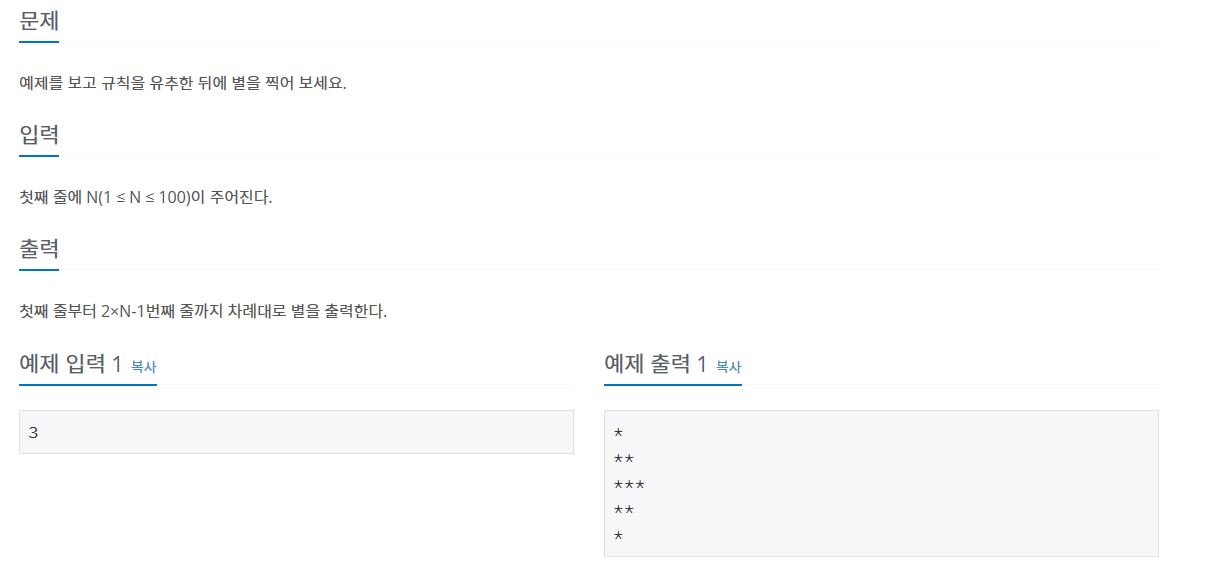 문제
예제를 보고 규칙을 유추한 뒤에 별을 찍어 보세요.
입력
첫째 줄에 N(1 ≤ N ≤ 100)이 주어진다.
출력
첫째 줄부터 2×N-1번째 줄까지 차례대로 별을 출력한다.
예제 입력 1 복사
3
예제 출력 1 복사
*
**
***
**
*